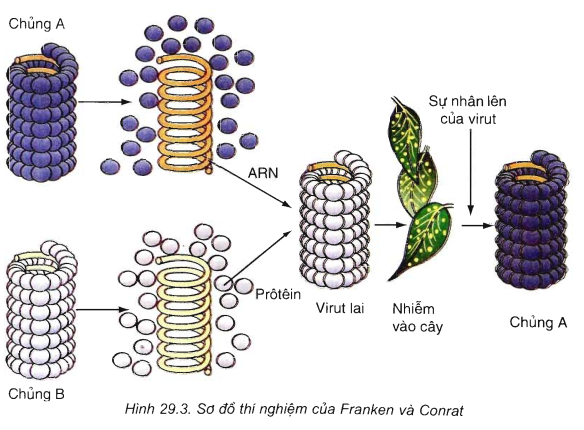 Chủng A
ARN
Sự nhân lên
của virut
Prôtêin
Virut lai
Nhiễm
vào cây
Chủng A
Chủng B
Hình 29.3. Sơ đồ thí nghiệm của Franken và Conrat